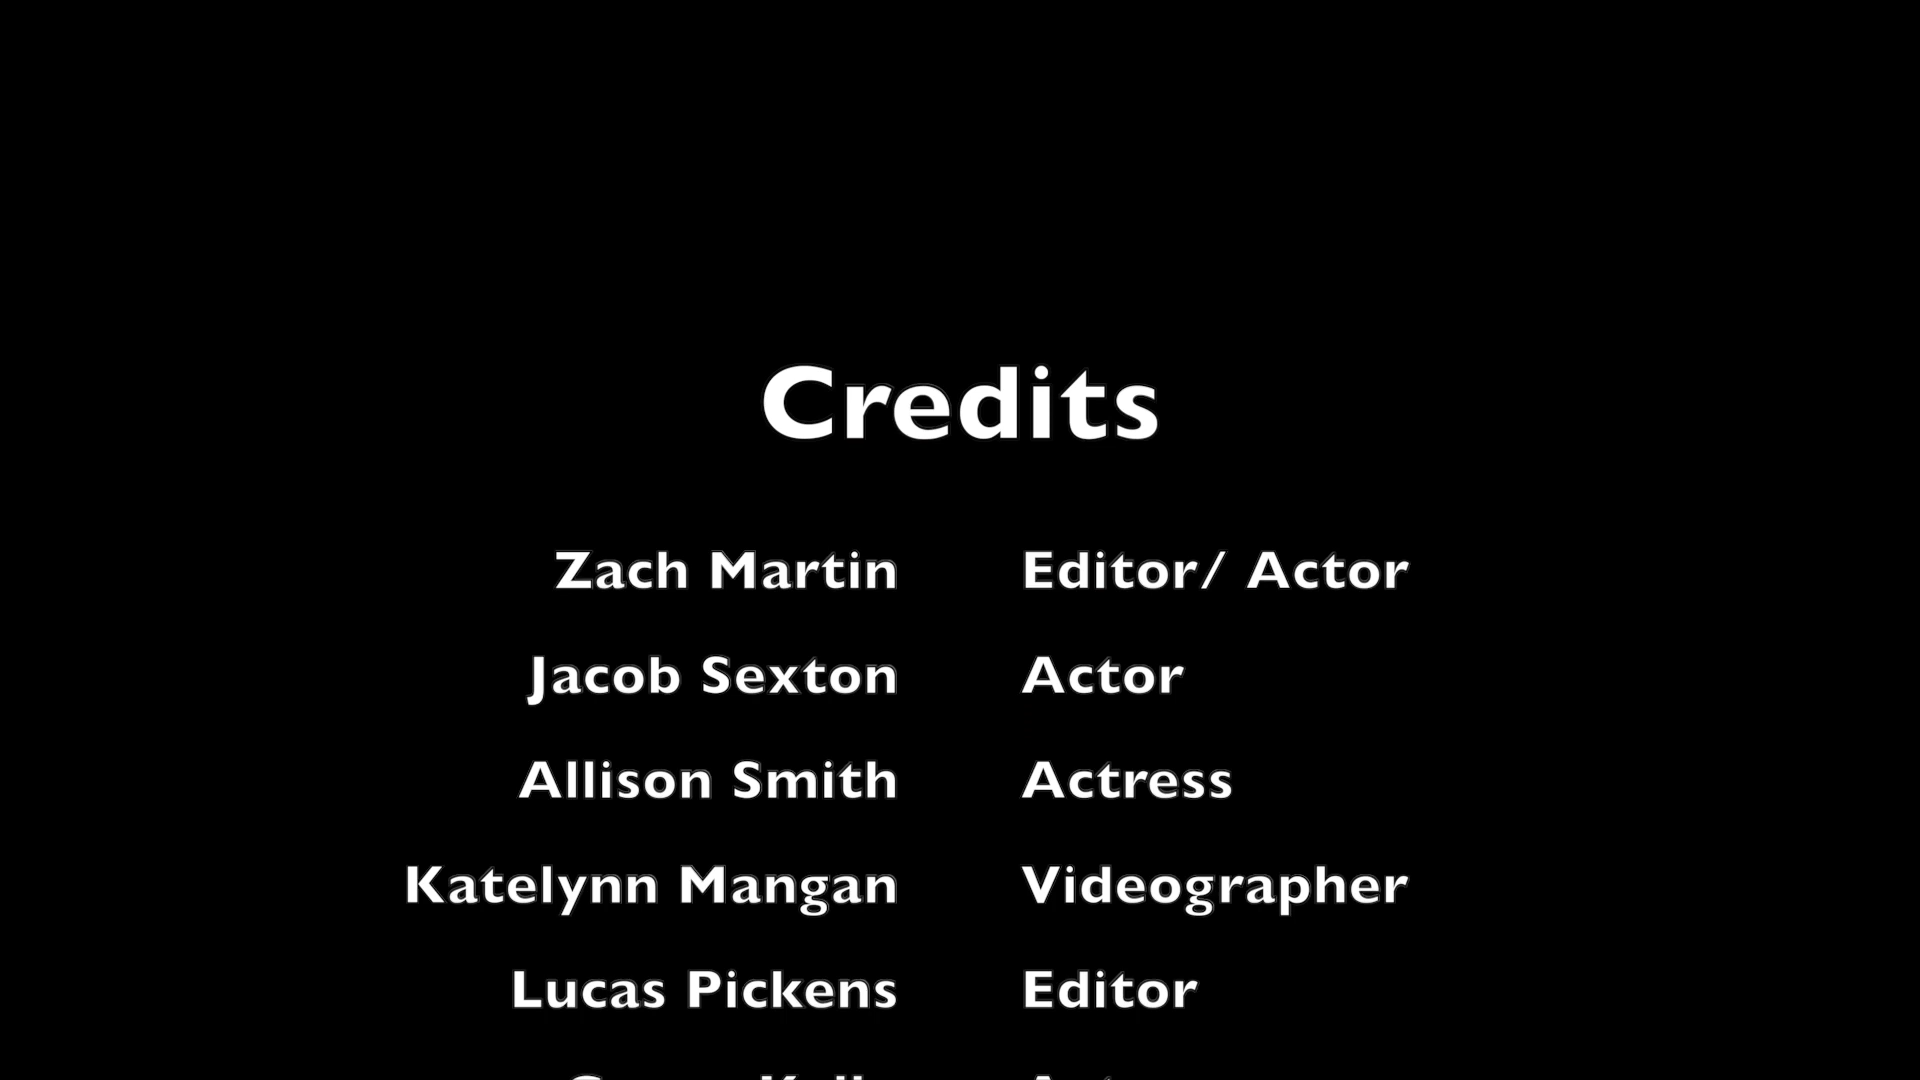 Credits
Zach Martin Editor/ Actor
Jacob Sexton Actor
Allison Smith Actress
Katelynn Mangan Videographer
Lucas Pickens Editor